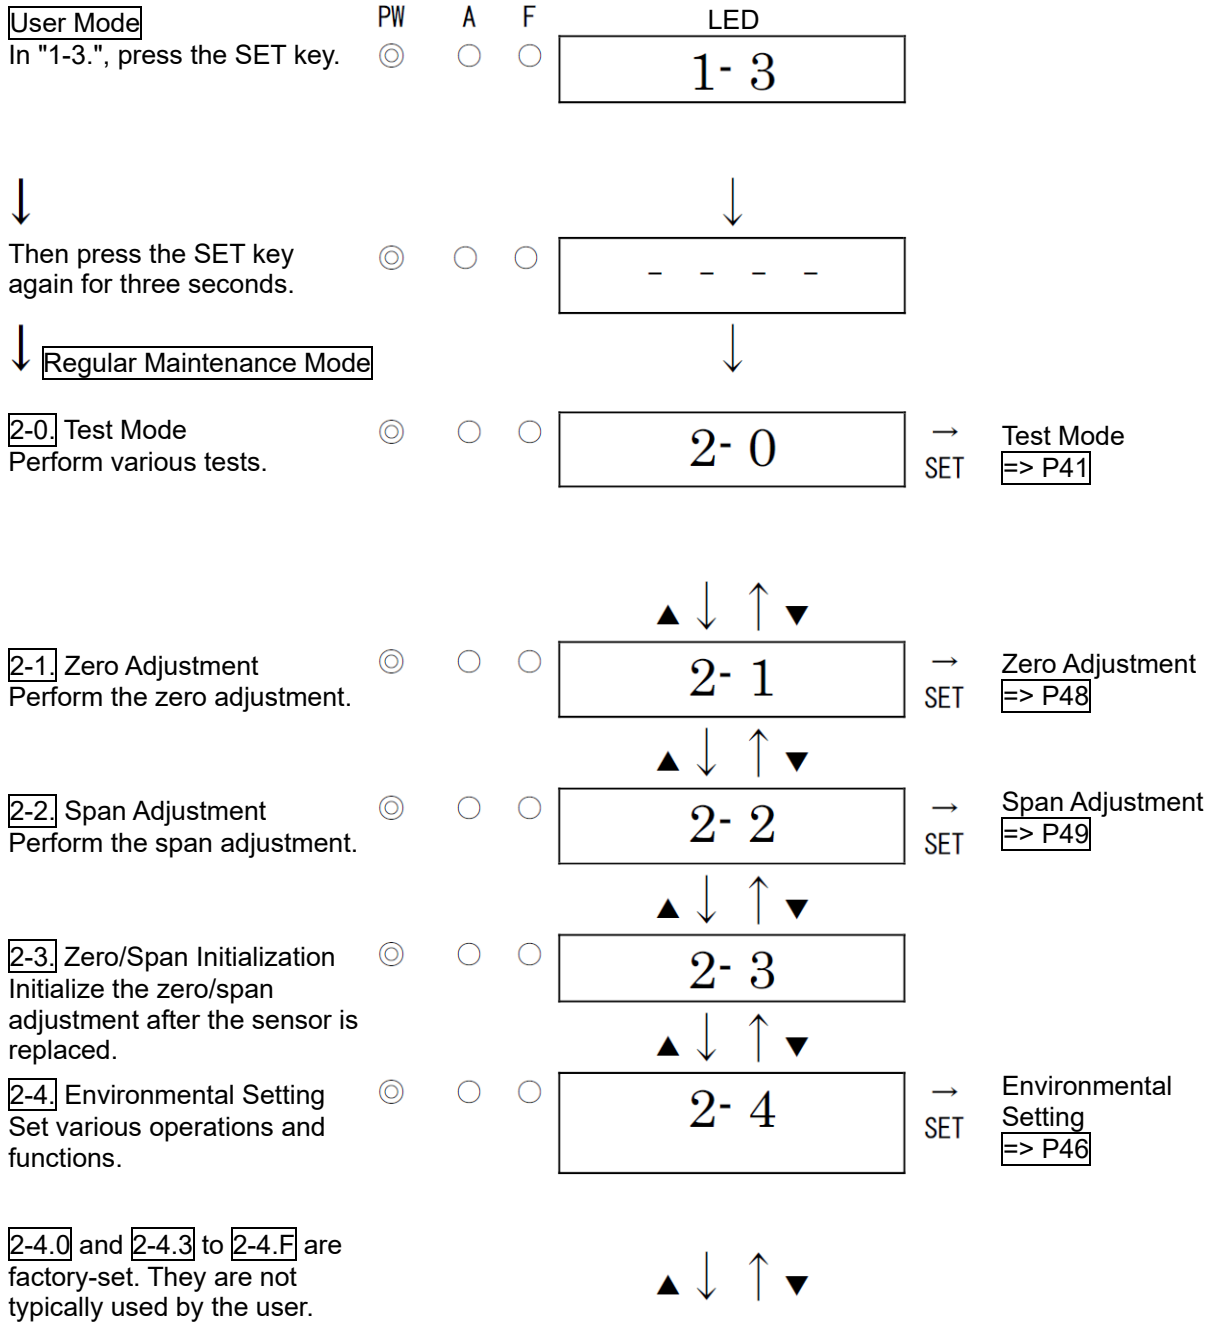 User Mode PW A F LED
In "1-3.", press the SET key. ◎ ○ ○ 1- 3
↓ ↓
Then press the SET key ◎ ○ ○ - - - -
again for three seconds.
↓ Regular Maintenance Mode ↓
2-0. Test Mode ◎ ○ ○ 2- 0 → Test Mode
Perform various tests. SET => P41
▲ ↓ ↑ ▼
2-1. Zero Adjustment ◎ ○ ○ 2- 1 → Zero Adjustment
Perform the zero adjustment. SET => P48
▲ ↓ ↑ ▼
2-2. Span Adjustment ◎ ○ ○ 2- 2 → Span Adjustment
Perform the span adjustment. SET => P49
▲ ↓ ↑ ▼
2-3. Zero/Span Initialization ◎ ○ ○ 2- 3
Initialize the zero/span
adjustment after the sensor is
replaced.
▲ ↓ ↑ ▼
2-4. Environmental Setting ◎ ○ ○ 2- 4 → Environmental
Set various operations and SET Setting
functions. => P46
2-4.0 and 2-4.3 to 2-4.F are
factory-set. They are not
typically used by the user.
▲ ↓ ↑ ▼